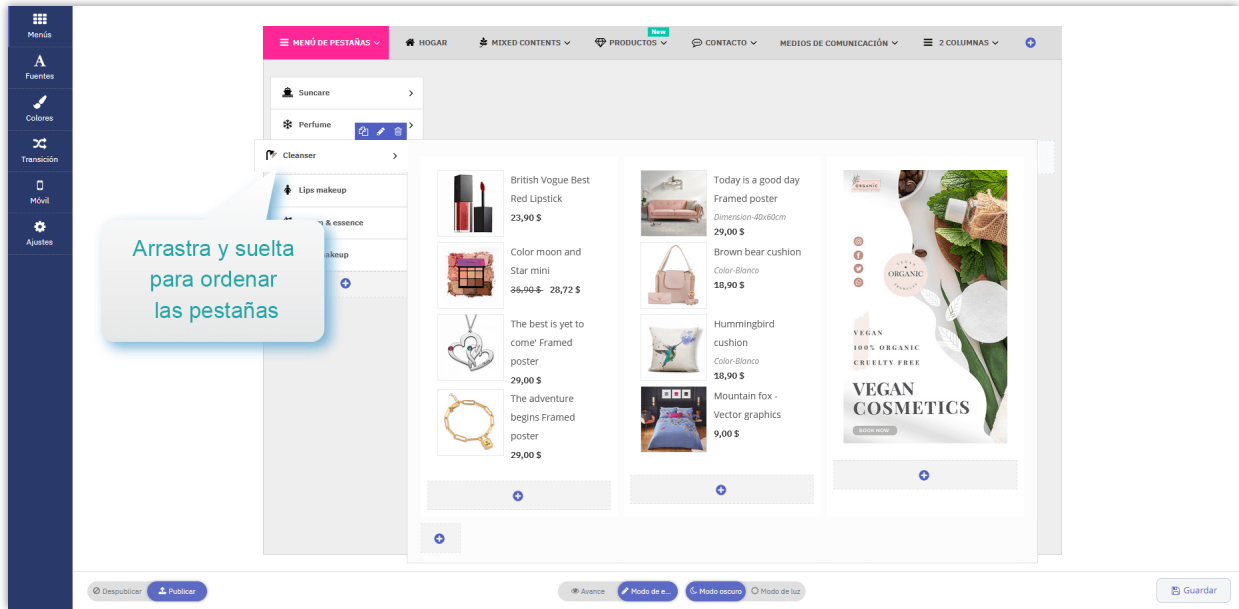 Menús
Fuentes
Colores
Transición
Móvil
Ajustes
MENÚ DE PESTAÑAS
HOGAR
MIXED CONTENTS
New
PRODUCTOS
CONTACTO
MEDIOS DE COMUNICACIÓN
2 COLUMNAS
Suncare
Perfume
Cleanser
Lips makeup
& essence
Arrastra y suelta
para ordenar
las pestañas
British Vogue Best
Red Lipstick
23,90 $
Color moon and
Star mini
35,90 $ 28,72 $
The best is yet to
come' Framed
poster
29,00 $
The adventure
begins Framed
poster
29,00 $
Today is a good day
Framed poster
Dimension-40x60cm
29,00 $
Brown bear cushion
Color-Blanco
18,90 $
Hummingbird
cushion
Color-Blanco
18,90 $
Mountain fox -
Vector graphics
9,00 $
ORGANIC
VEGAN
ORGANIC
VEGAN
100% ORGANIC
CRUELTY FREE
VEGAN
COSMETICS
BOOK NOW
Despublicar
Publicar
Avance
Modo de e...
Modo oscuro
Modo de luz
Guardar